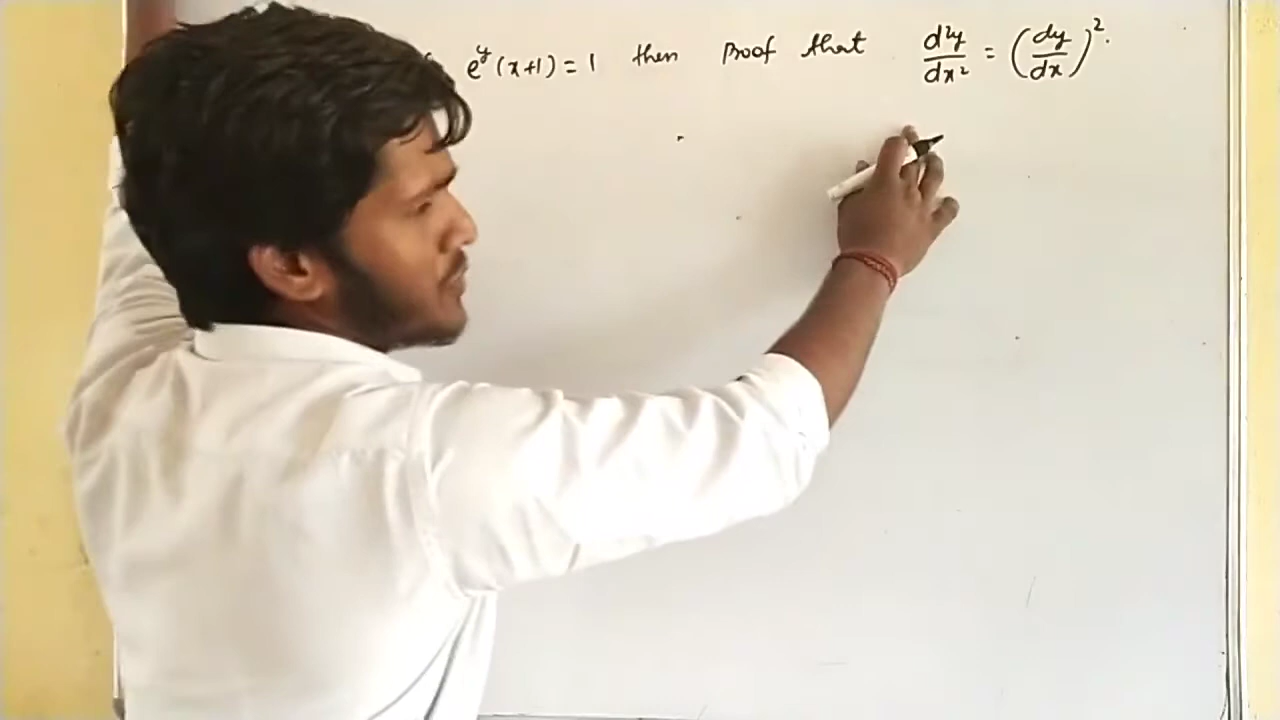 e^y (x+1) = 1 then Proof that d²y/dx² = (dy/dx)².